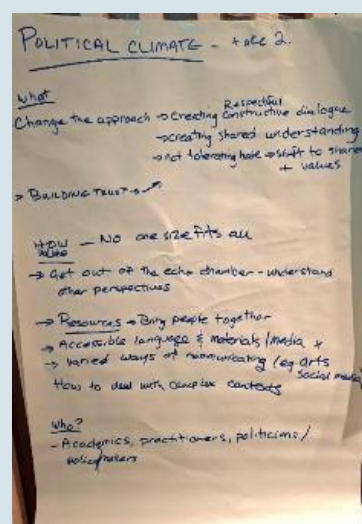 POLITICAL CLIMATE - take 2.
What
Respectful
Change the approach → creating constructive dialogue
→ creating shared understanding
→ not tolerating hate → shift to shared
+ values
> BUILDING TRUST →
HOW - No one size fits all
→ Get out of the echo chamber - understand
other perspectives
→ Resources → Bring people together
→ Accessible language & materials/media x
→ varied ways of communicating (eg. arts
social media)
How to deal with complex contexts
Who?
- Academics, practitioners, politicians/
policymakers